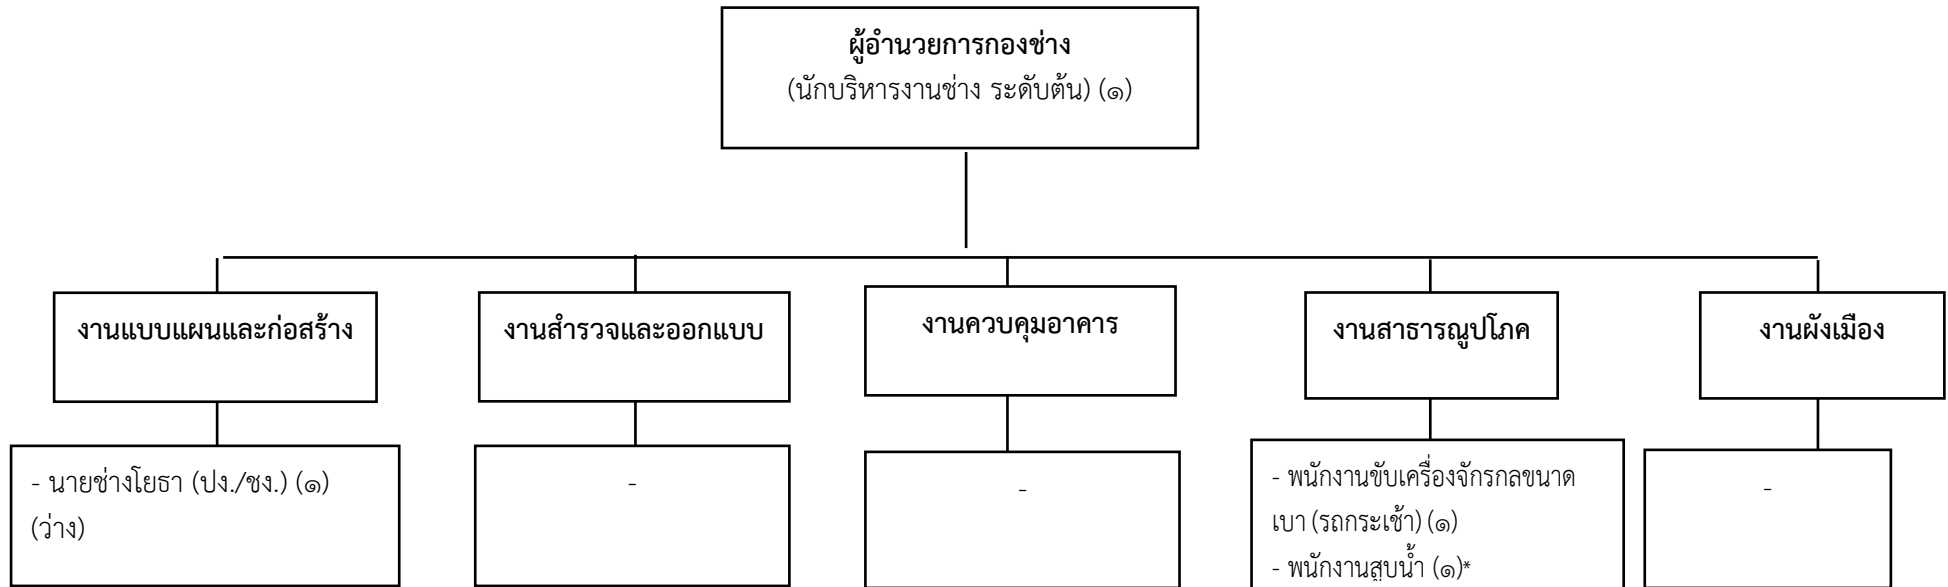 ผู้อำนวยการกองช่าง
(นักบริหารงานช่าง ระดับต้น) (๑)
งานแบบแผนและก่อสร้าง
งานสำรวจและออกแบบ
งานควบคุมอาคาร
งานสาธารณูปโภค
งานผังเมือง
- นายช่างโยธา (ปง./ชง.) (๑)
(ว่าง)
-
-
- พนักงานขับเครื่องจักรกลขนาด
เบา (รถกระเช้า) (๑)
- พนักงานสูบน้ำ (๑)*
-